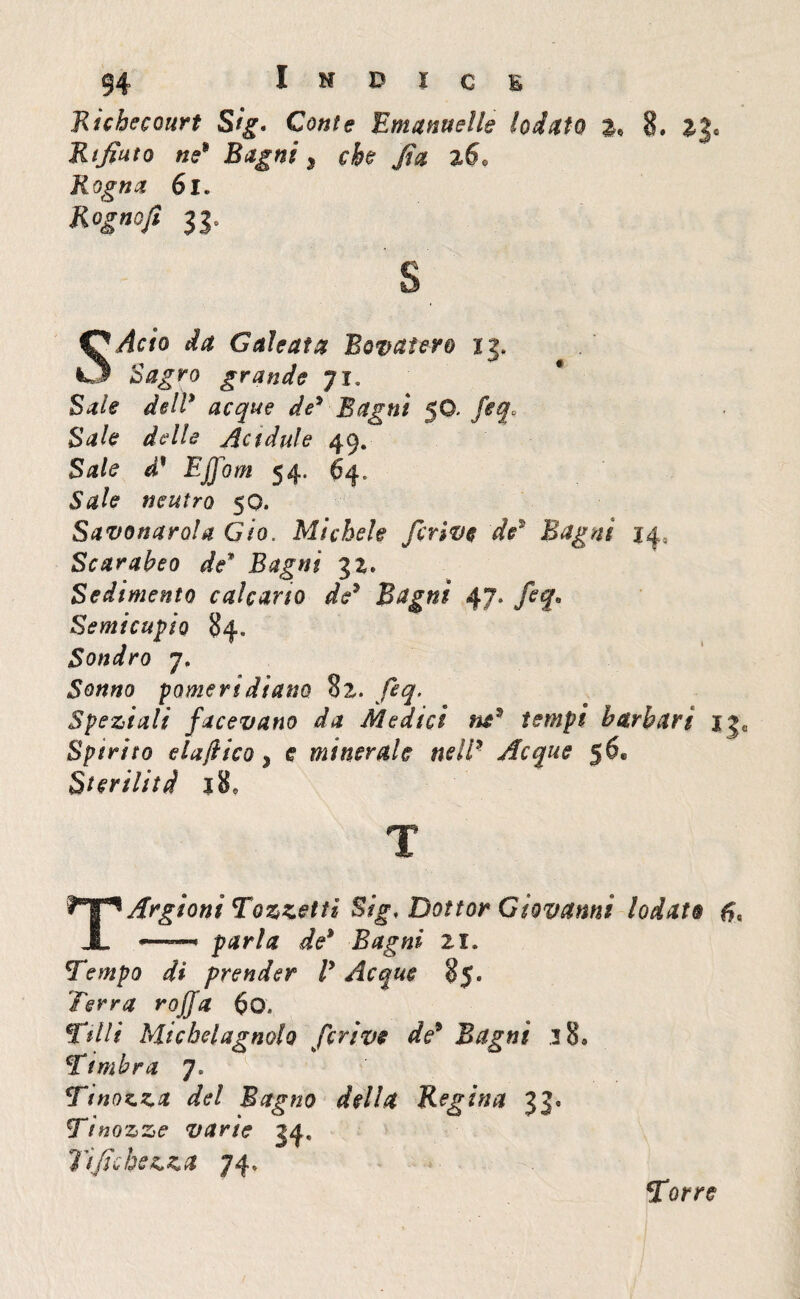 94 INDICE
Richecourt Sig. Conte Emanuelle lodato 2. 8. 23.
Rifiuto ne' Bagni, che ſia 26.
Rogna 61.
Rognoſi 33.
S
SAcio da Galeata Bovatero 13.
Sagro grande 71.
Sale dell' acque de' Bagni 50. ſeq.
Sale delle Acidule 49.
Sale d' Eſſom 54. 64.
Sale neutro 50.
Savonarola Gio. Michele ſcrive de' Bagni 14.
Scarabeo de' Bagni 32.
Sedimento calcario de' Bagni 47. ſeq.
Semicupio 84.
Sondro 7.
Sonno pomeridiano 82. ſeq.
Speziali facevano da Medici ne' tempi barbari 13.
Spirito elaſtico, e minerale nell' Acque 56.
Sterilità 18.
T
TArgioni Tozzetti Sig. Dottor Giovanni lodato 6.
—— parla de' Bagni 21.
Tempo di prender l' Acque 85.
Terra roſſa 60.
Tilli Michelagnolo ſcrive de' Bagni 18.
Timbra 7.
Tinozza del Bagno della Regina 33.
Tinozze varie 34.
Tiſichezza 74.
Torre